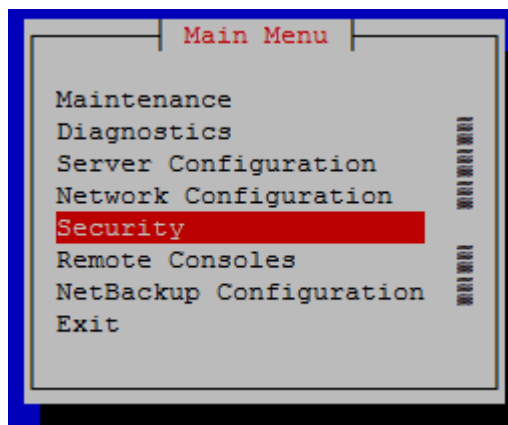 Main Menu
Maintenance
Diagnostics
Server Configuration
Network Configuration
Security
Remote Consoles
NetBackup Configuration
Exit